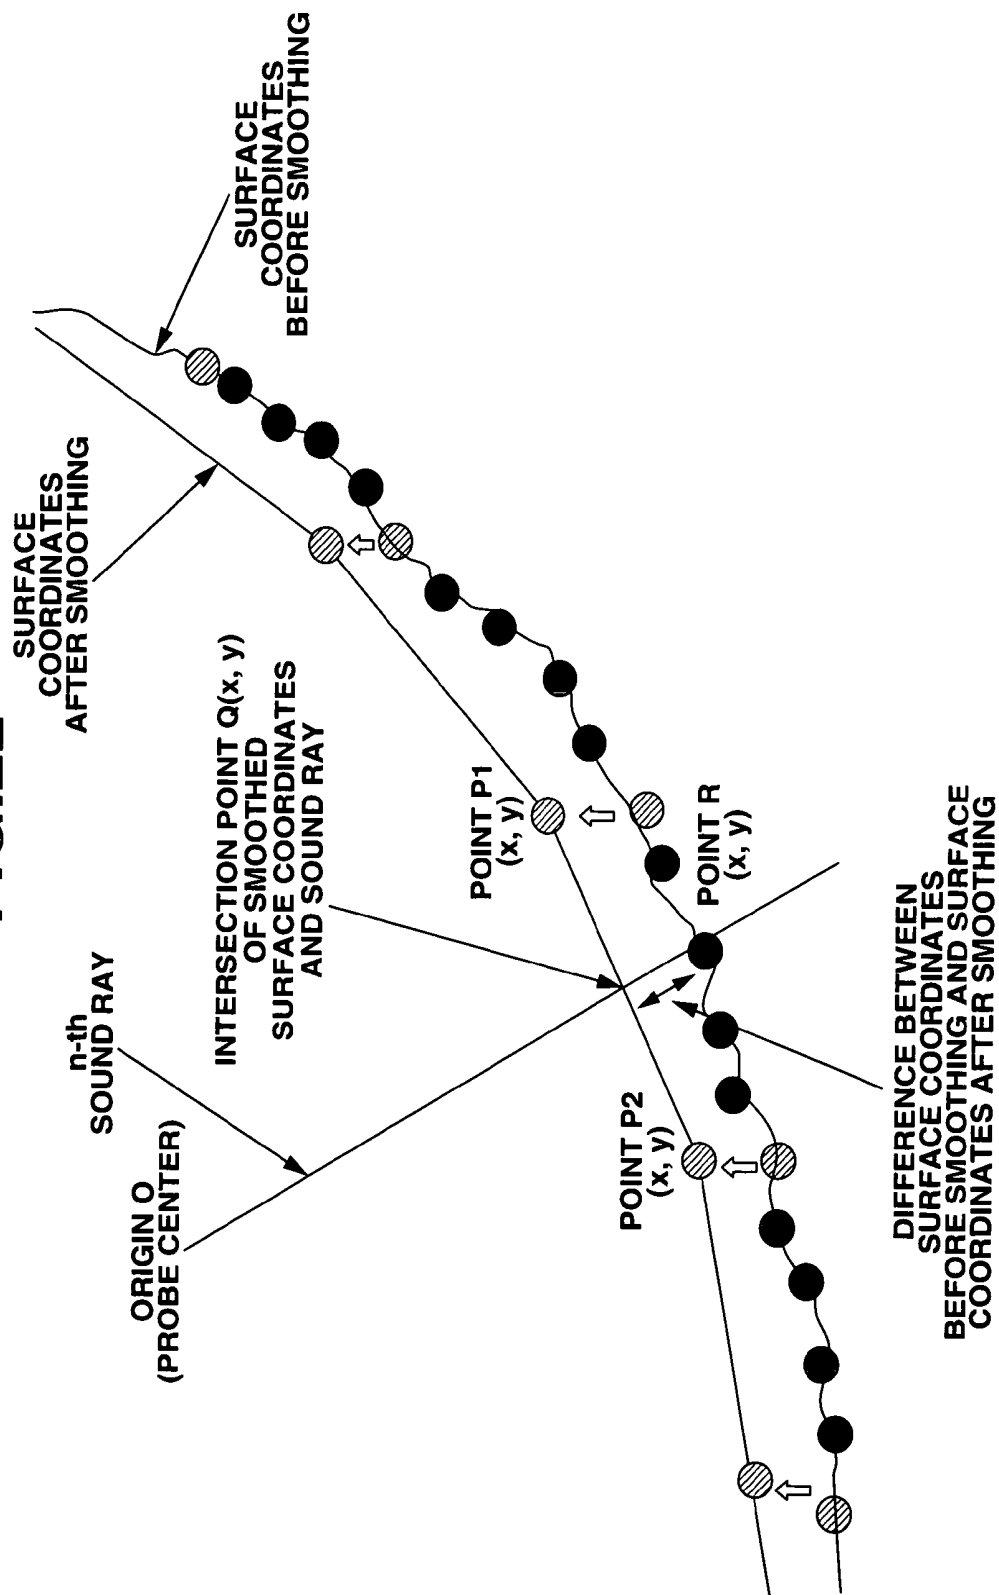 SURFACE
COORDINATES
AFTER SMOOTHING
SURFACE
COORDINATES
BEFORE SMOOTHING
n-th
SOUND RAY
ORIGIN O
(PROBE CENTER)
INTERSECTION POINT Q(x, y)
OF SMOOTHED
SURFACE COORDINATES
AND SOUND RAY
POINT P1
(x, y)
POINT P2
(x, y)
POINT R
(x, y)
DIFFERENCE BETWEEN
SURFACE COORDINATES
BEFORE SMOOTHING AND SURFACE
COORDINATES AFTER SMOOTHING